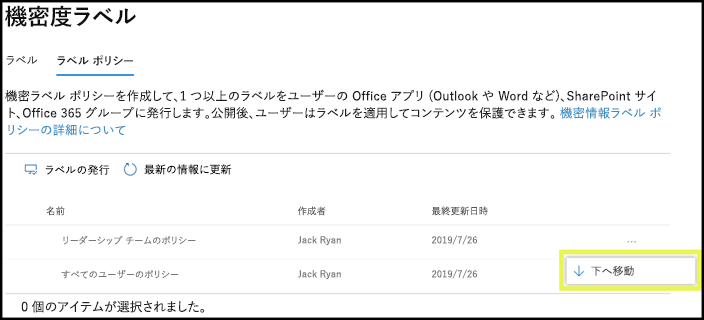 機密度ラベル
ラベル ラベル ポリシー
機密ラベル ポリシーを作成して、1 つ以上のラベルをユーザーの Office アプリ (Outlook や Word など)、SharePoint サイ
ト、Office 365 グループに発行します。公開後、ユーザーはラベルを適用してコンテンツを保護できます。 機密情報ラベル ポ
リシーの詳細について
ラベルの発行 最新の情報に更新
名前 作成者 最終更新日時
リーダーシップ チームのポリシー Jack Ryan 2019/7/26 ...
すべてのユーザーのポリシー Jack Ryan 2019/7/26 下へ移動
0 個のアイテムが選択されました。